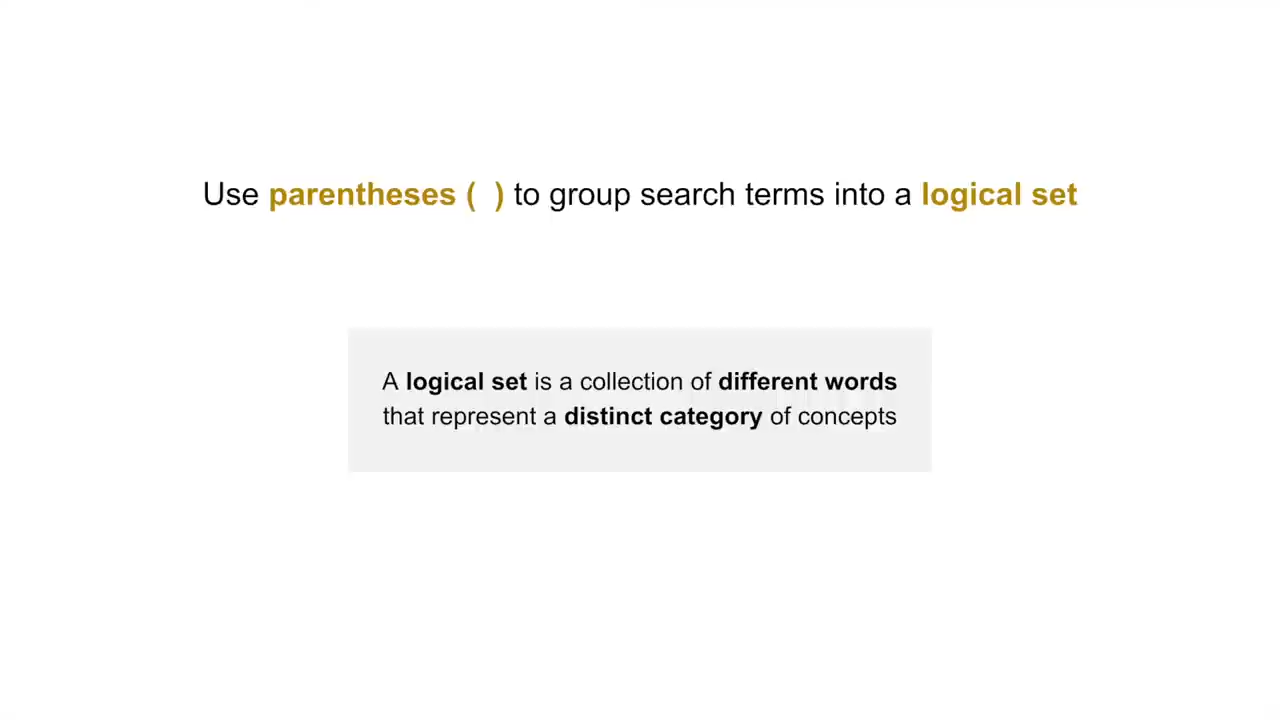 Use parentheses ( ) to group search terms into a logical set
A logical set is a collection of different words
that represent a distinct category of concepts